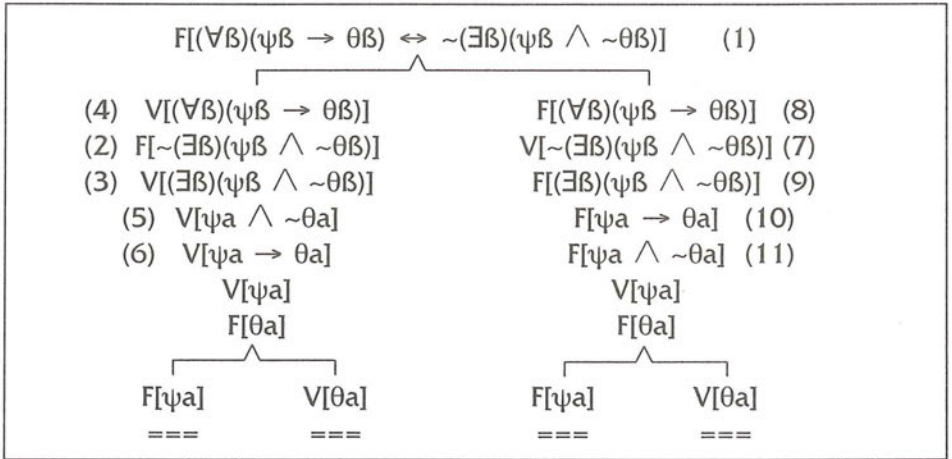 F[(∀ß)(ψß → θß) ↔ ~(∃ß)(ψß ∧ ~θß)] (1)
(4) V[(∀ß)(ψß → θß)] F[(∀ß)(ψß → θß)] (8)
(2) F[~(∃ß)(ψß ∧ ~θß)] V[~(∃ß)(ψß ∧ ~θß)] (7)
(3) V[(∃ß)(ψß ∧ ~θß)] F[(∃ß)(ψß ∧ ~θß)] (9)
(5) V[ψa ∧ ~θa] F[ψa → θa] (10)
(6) V[ψa → θa] F[ψa ∧ ~θa] (11)
V[ψa] V[ψa]
F[θa] F[θa]
F[ψa] V[θa] F[ψa] V[θa]
=== === === ===